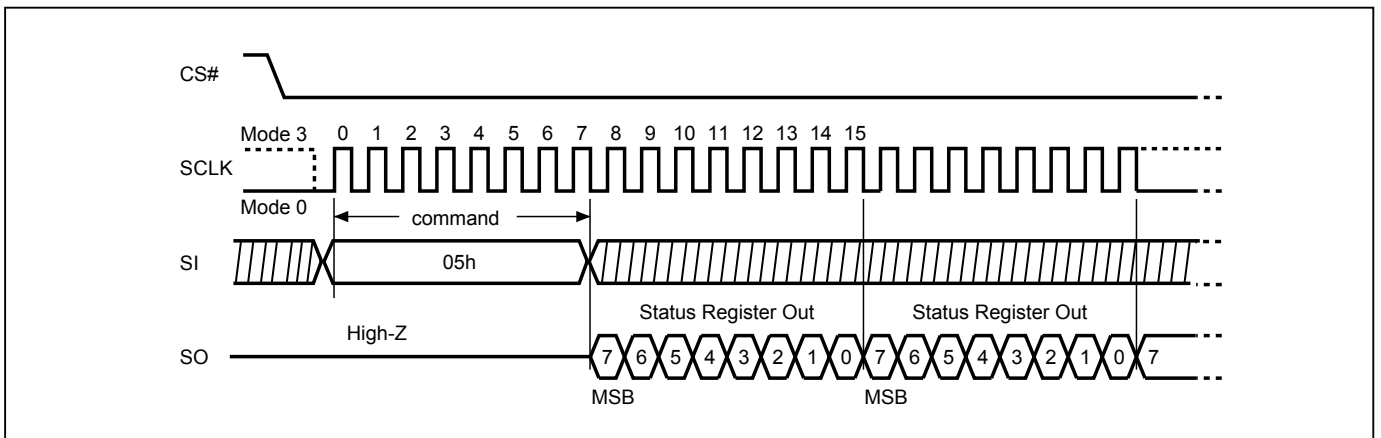 CS#
Mode 3 0 1 2 3 4 5 6 7 8 9 10 11 12 13 14 15
SCLK
Mode 0
command
SI 05h
Status Register Out Status Register Out
High-Z
SO 7 6 5 4 3 2 1 0 7 6 5 4 3 2 1 0 7
MSB MSB